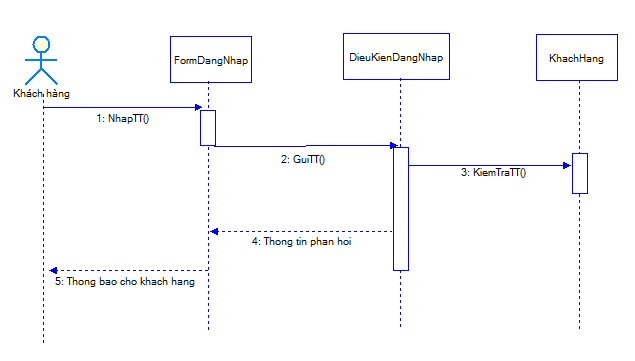 FormDangNhap
DieuKienDangNhap
KhachHang
Khách hàng
1: NhapTT()
2: GuiTT()
3: KiemTraTT()
4: Thong tin phan hoi
5: Thong bao cho khach hang